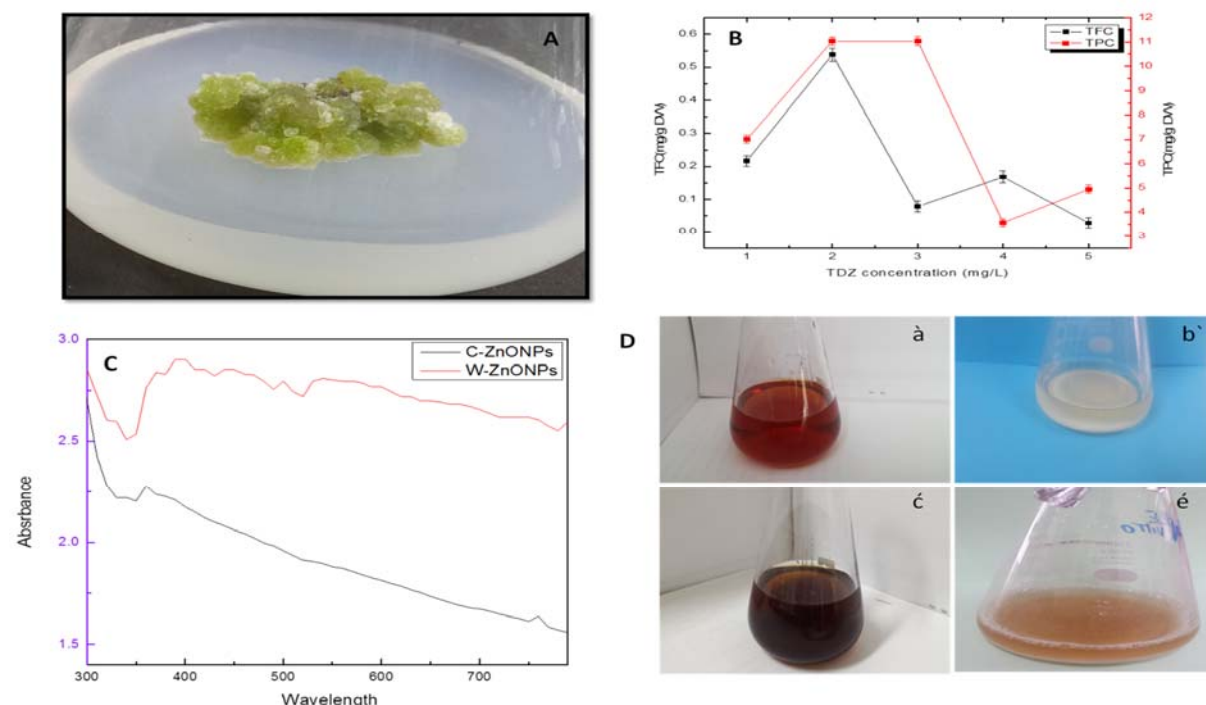 A
B
TFC
TPC
TFC(mg/g DW)
0.6
0.5
0.4
0.3
0.2
0.1
0.0
12
11
10
9
8
7
6
5
4
3
TPC(mg/g DW)
1 2 3 4 5
TDZ concentration (mg/L)
C
C-ZnONPs
W-ZnONPs
Absrbance
3.0
2.5
2.0
1.5
300 400 500 600 700
Wavelength
D
à
b`
ć
é